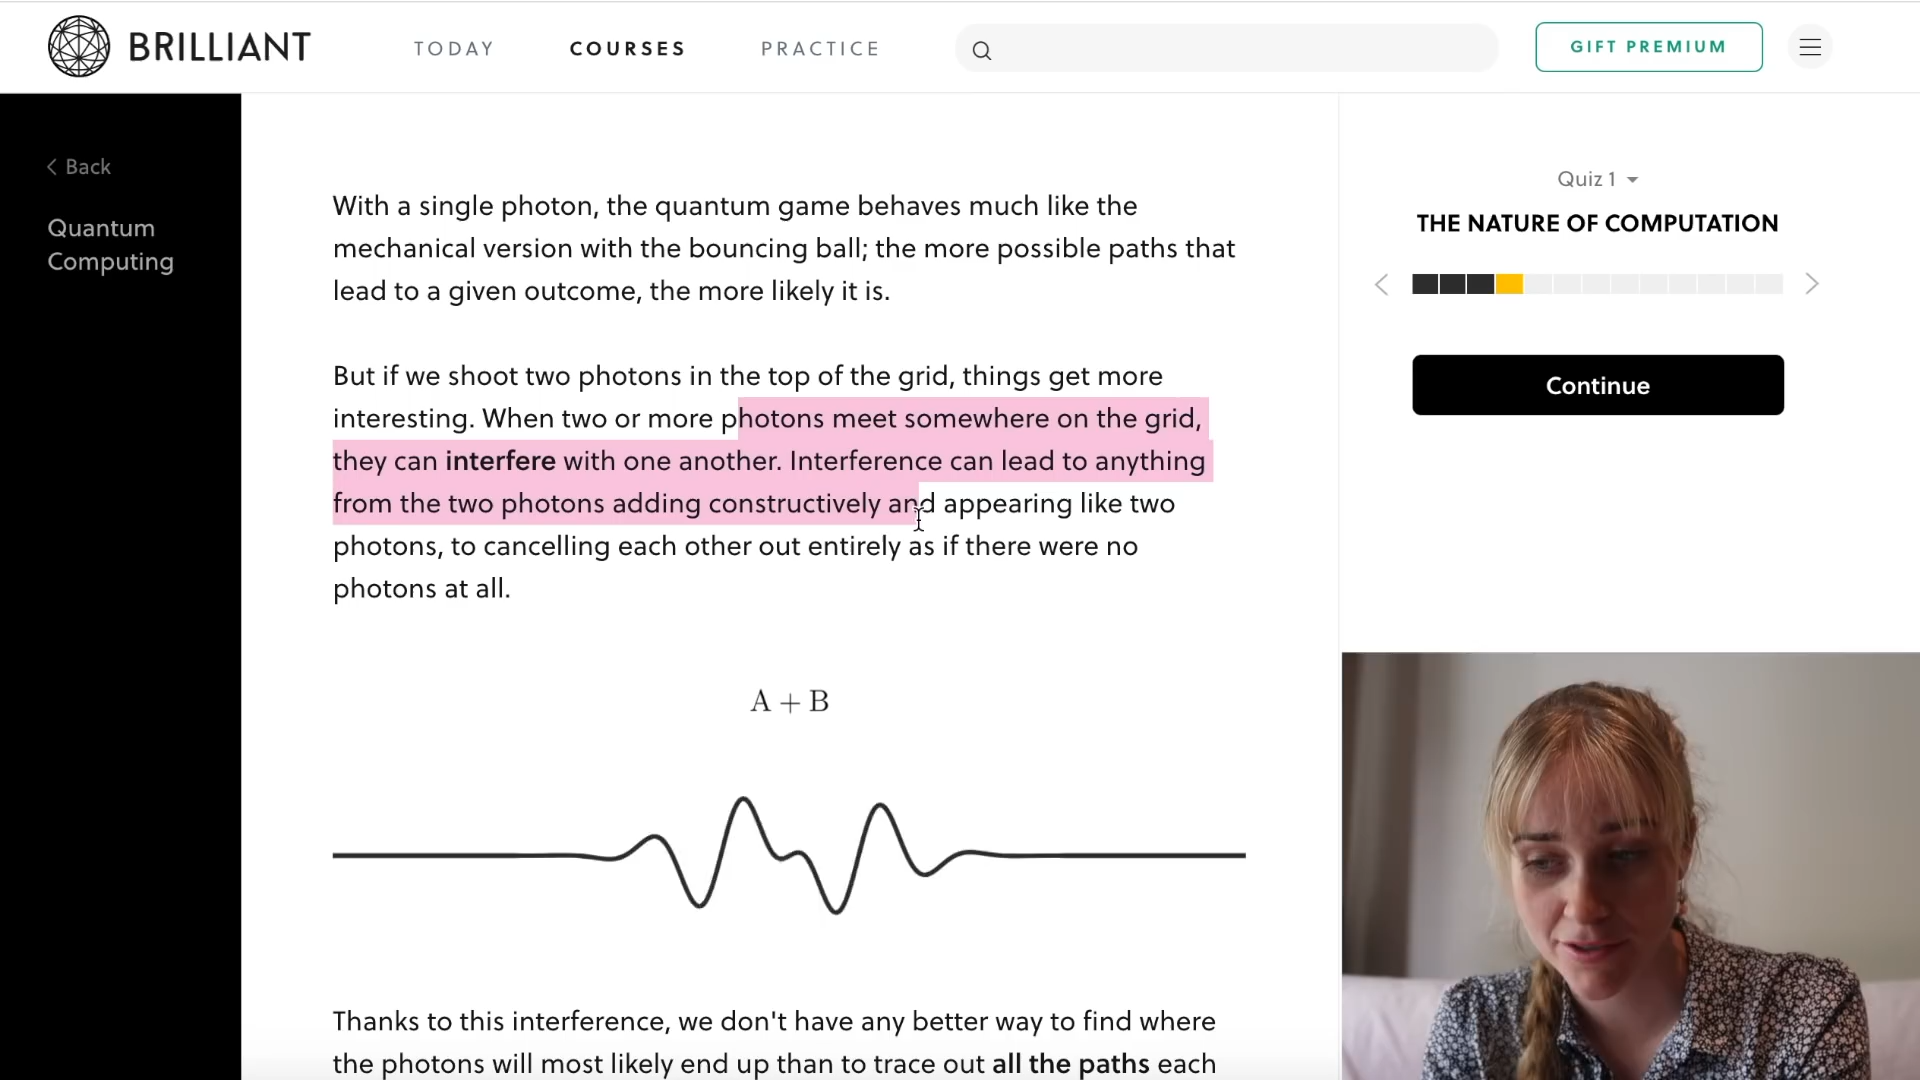 BRILLIANT
TODAY
COURSES
PRACTICE
GIFT PREMIUM
Back
Quantum
Computing
With a single photon, the quantum game behaves much like the
mechanical version with the bouncing ball; the more possible paths that
lead to a given outcome, the more likely it is.
But if we shoot two photons in the top of the grid, things get more
interesting. When two or more photons meet somewhere on the grid,
they can interfere with one another. Interference can lead to anything
from the two photons adding constructively and appearing like two
photons, to cancelling each other out entirely as if there were no
photons at all.
A + B
Thanks to this interference, we don't have any better way to find where
the photons will most likely end up than to trace out all the paths each
Quiz 1
THE NATURE OF COMPUTATION
Continue